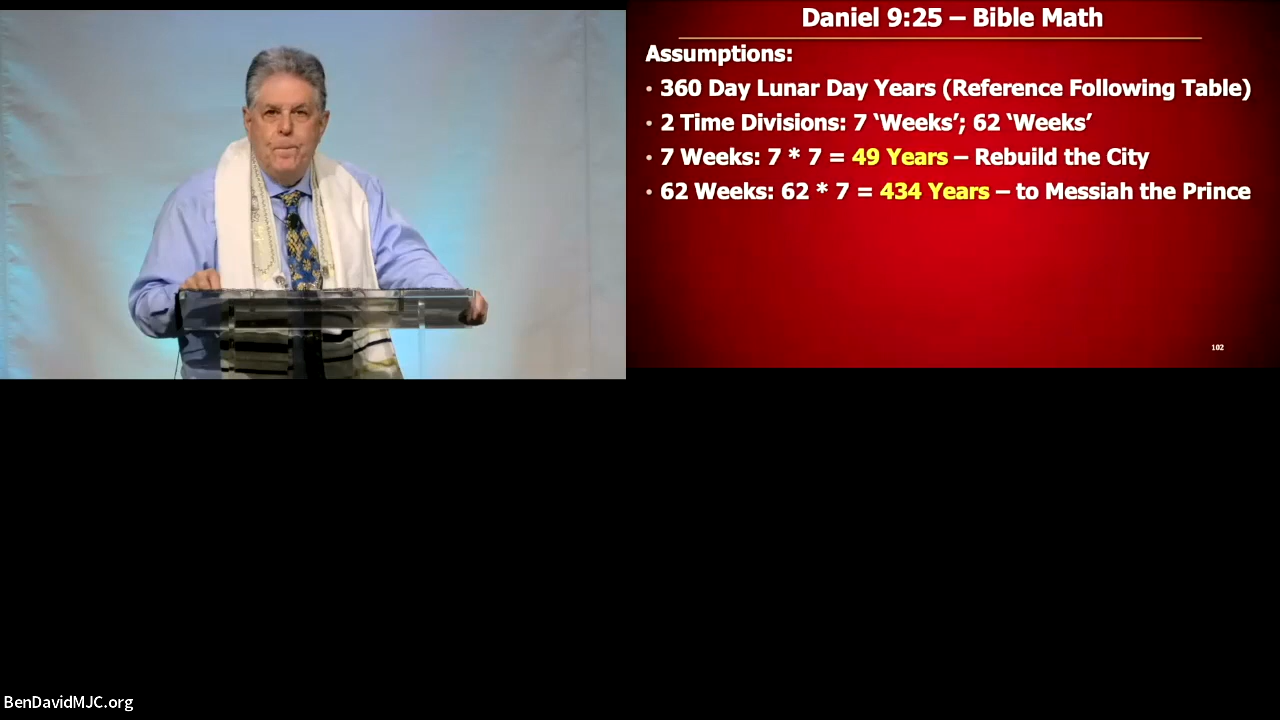 Daniel 9:25 – Bible Math
Assumptions:
• 360 Day Lunar Day Years (Reference Following Table)
• 2 Time Divisions: 7 ‘Weeks’; 62 ‘Weeks’
• 7 Weeks: 7 * 7 = 49 Years – Rebuild the City
• 62 Weeks: 62 * 7 = 434 Years – to Messiah the Prince
102
BenDavidMJC.org